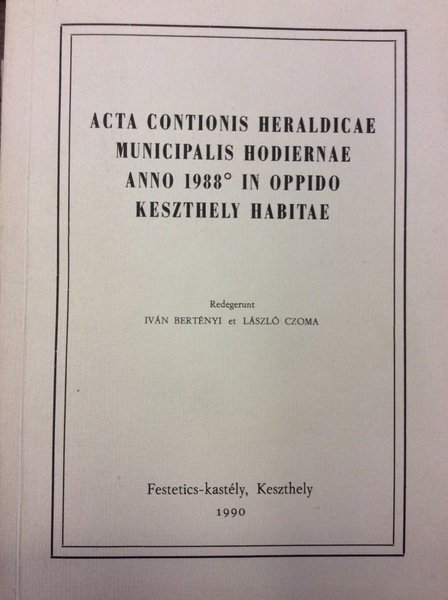 ACTA CONTIONIS HERALDICAE
MUNICIPALIS HODIERNAE
ANNO 1988° IN OPPIDO
KESZTHELY HABITAE
Redegerunt
IVÁN BERTÉNYI et LÁSZLÓ CZOMA
Festetics-kastély, Keszthely
1990